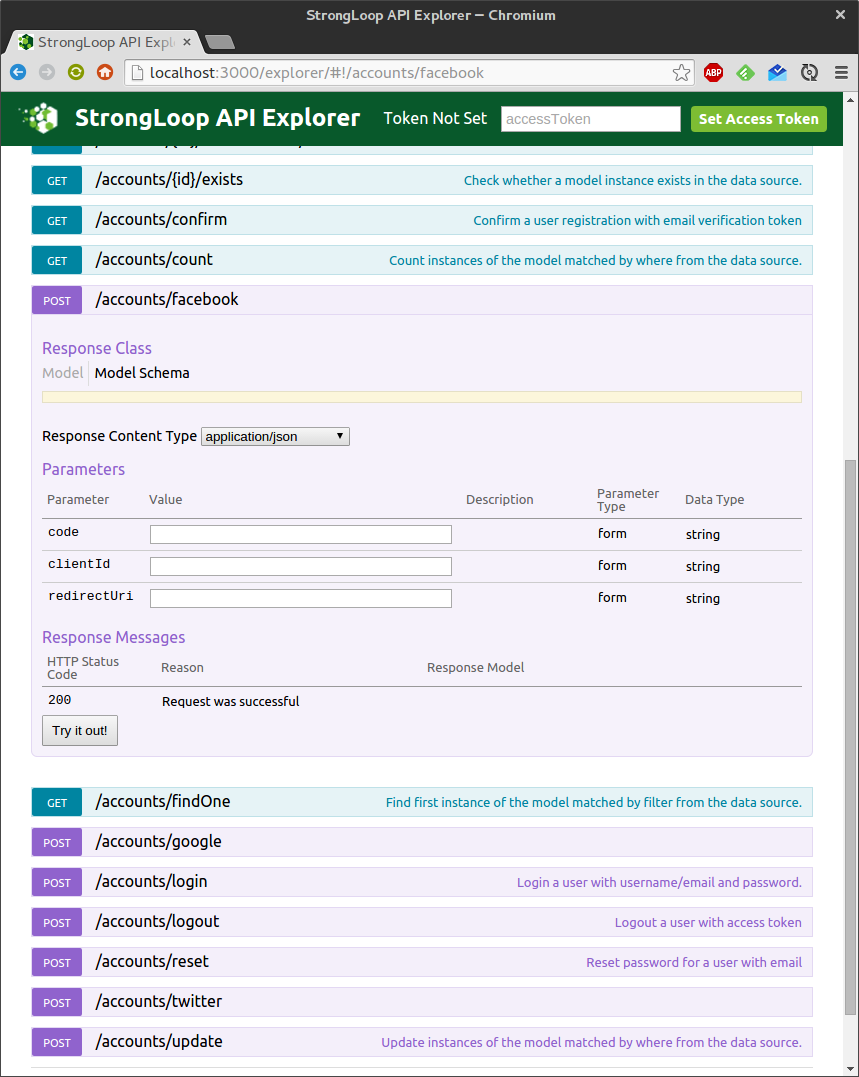 StrongLoop API Explorer – Chromium
StrongLoop API Expl
localhost:3000/explorer/#!/accounts/facebook
ABP
StrongLoop API Explorer Token Not Set accessToken Set Access Token
GET /accounts/{id}/exists Check whether a model instance exists in the data source.
GET /accounts/confirm Confirm a user registration with email verification token
GET /accounts/count Count instances of the model matched by where from the data source.
POST /accounts/facebook
Response Class
Model Model Schema
Response Content Type application/json
Parameters
Parameter Value Description Parameter Type Data Type
code form string
clientId form string
redirectUri form string
Response Messages
HTTP Status Code Reason Response Model
200 Request was successful
Try it out!
GET /accounts/findOne Find first instance of the model matched by filter from the data source.
POST /accounts/google
POST /accounts/login Login a user with username/email and password.
POST /accounts/logout Logout a user with access token
POST /accounts/reset Reset password for a user with email
POST /accounts/twitter
POST /accounts/update Update instances of the model matched by where from the data source.